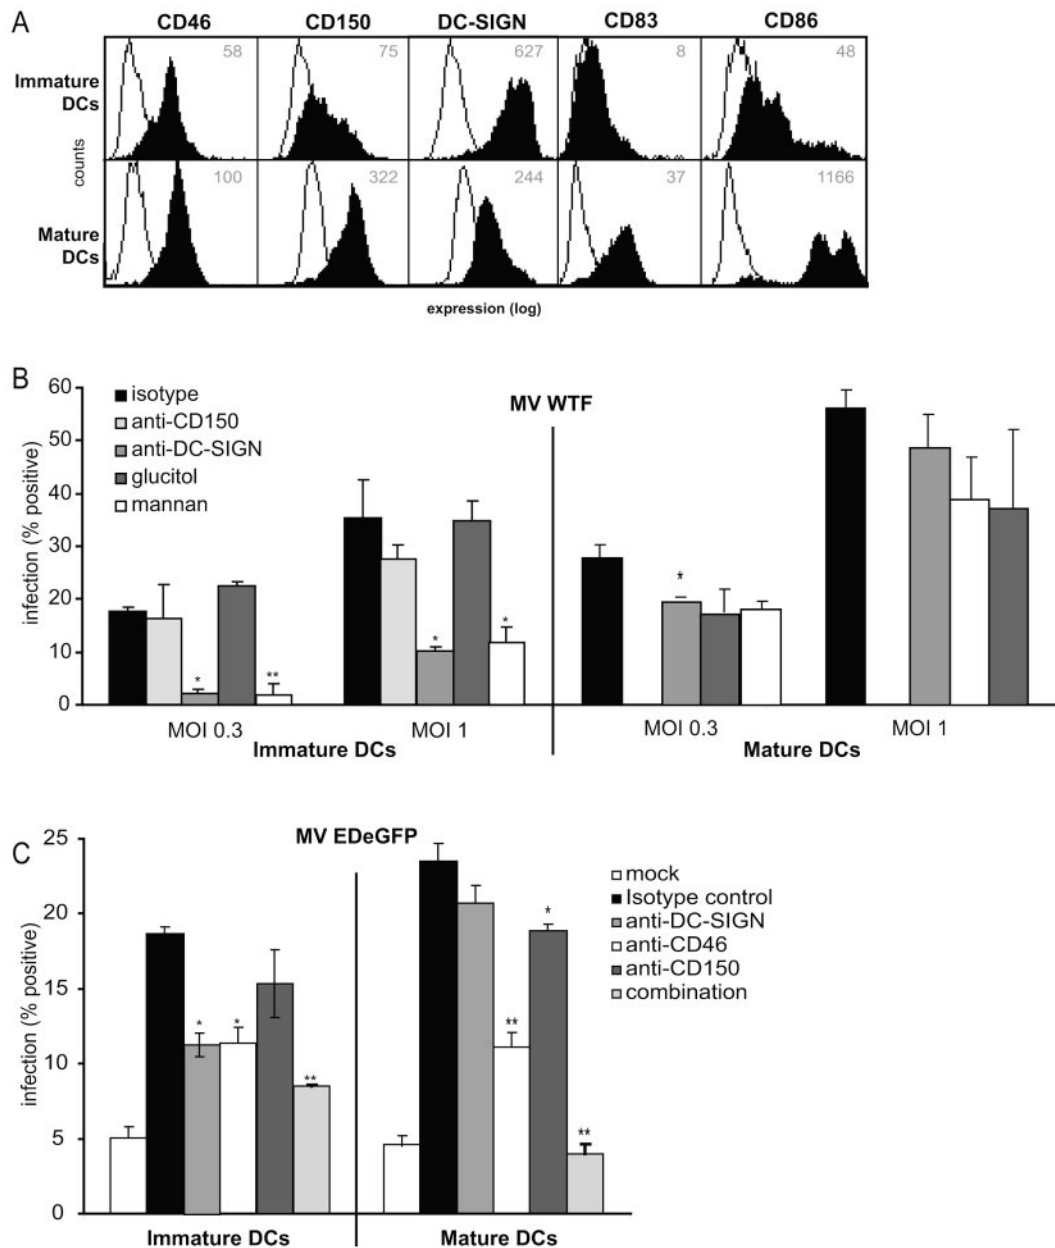 A
CD46 CD150 DC-SIGN CD83 CD86
Immature DCs
58 75 627 8 48
counts
Mature DCs
100 322 244 37 1166
expression (log)
B
MV WTF
isotype
anti-CD150
anti-DC-SIGN
glucitol
mannan
infection (% positive)
60
50
40
30
20
10
0
* ** * * *
MOI 0.3 MOI 1 MOI 0.3 MOI 1
Immature DCs Mature DCs
C
MV EDeGFP
mock
Isotype control
anti-DC-SIGN
anti-CD46
anti-CD150
combination
infection (% positive)
25
20
15
10
5
0
* * ** ** * **
Immature DCs Mature DCs